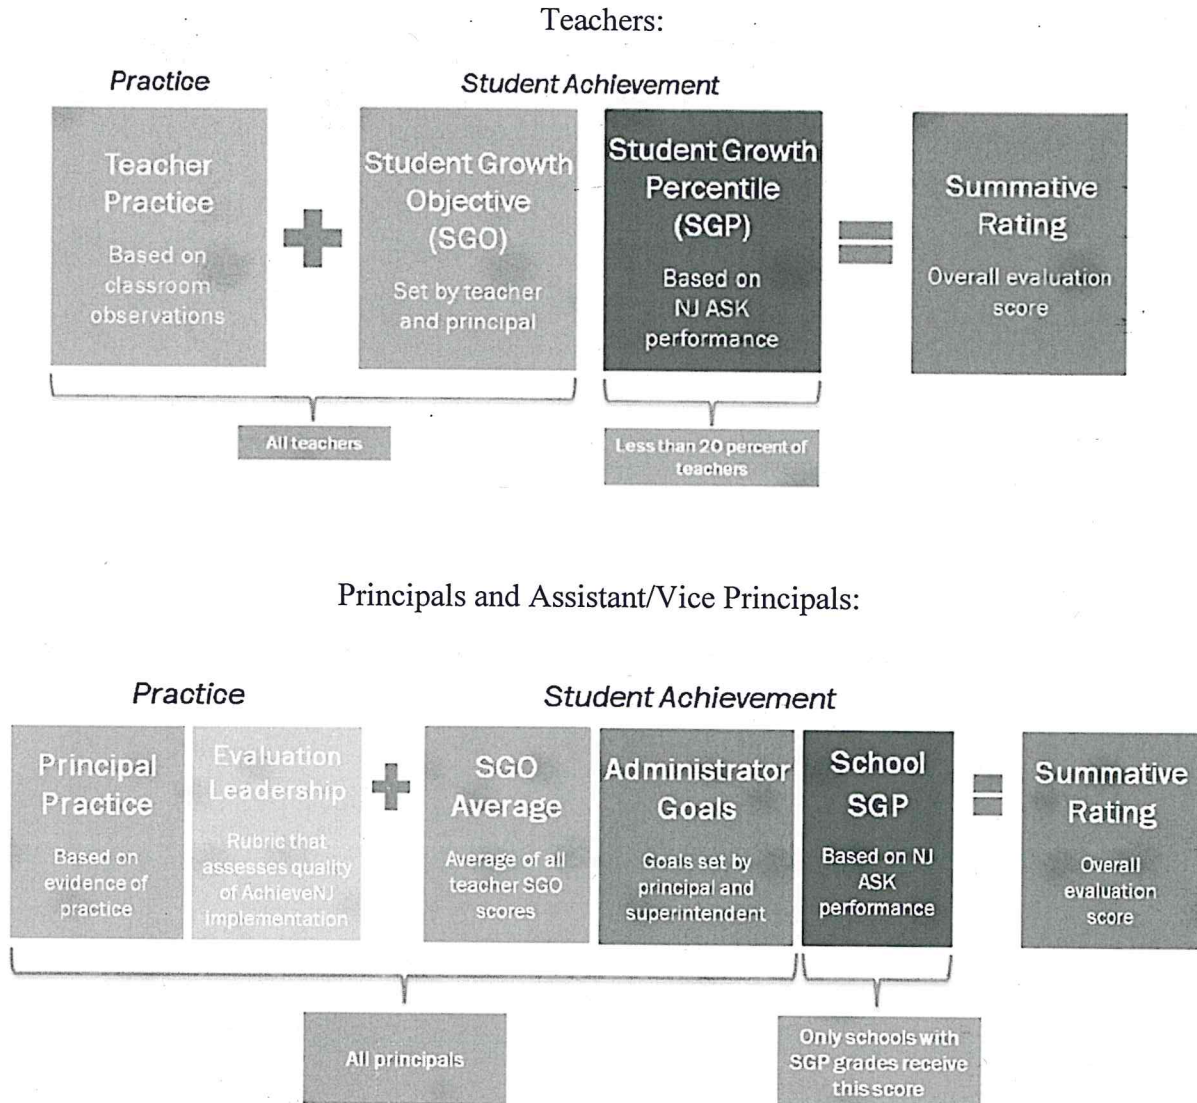 Teachers:
Practice
Student Achievement
Teacher
Practice
Based on
classroom
observations
Student Growth
Objective
(SGO)
Set by teacher
and principal
Student Growth
Percentile
(SGP)
Based on
NJ ASK
performance
Summative
Rating
Overall evaluation
score
All teachers
Less than 20 percent of
teachers
Principals and Assistant/Vice Principals:
Practice
Student Achievement
Principal
Practice
Based on
evidence of
practice
Evaluation
Leadership
Rubric that
assesses quality
of AchieveNJ
implementation
SGO
Average
Average of all
teacher SGO
scores
Administrator
Goals
Goals set by
principal and
superintendent
School
SGP
Based on NJ
ASK
performance
Summative
Rating
Overall
evaluation
score
All principals
Only schools with
SGP grades receive
this score